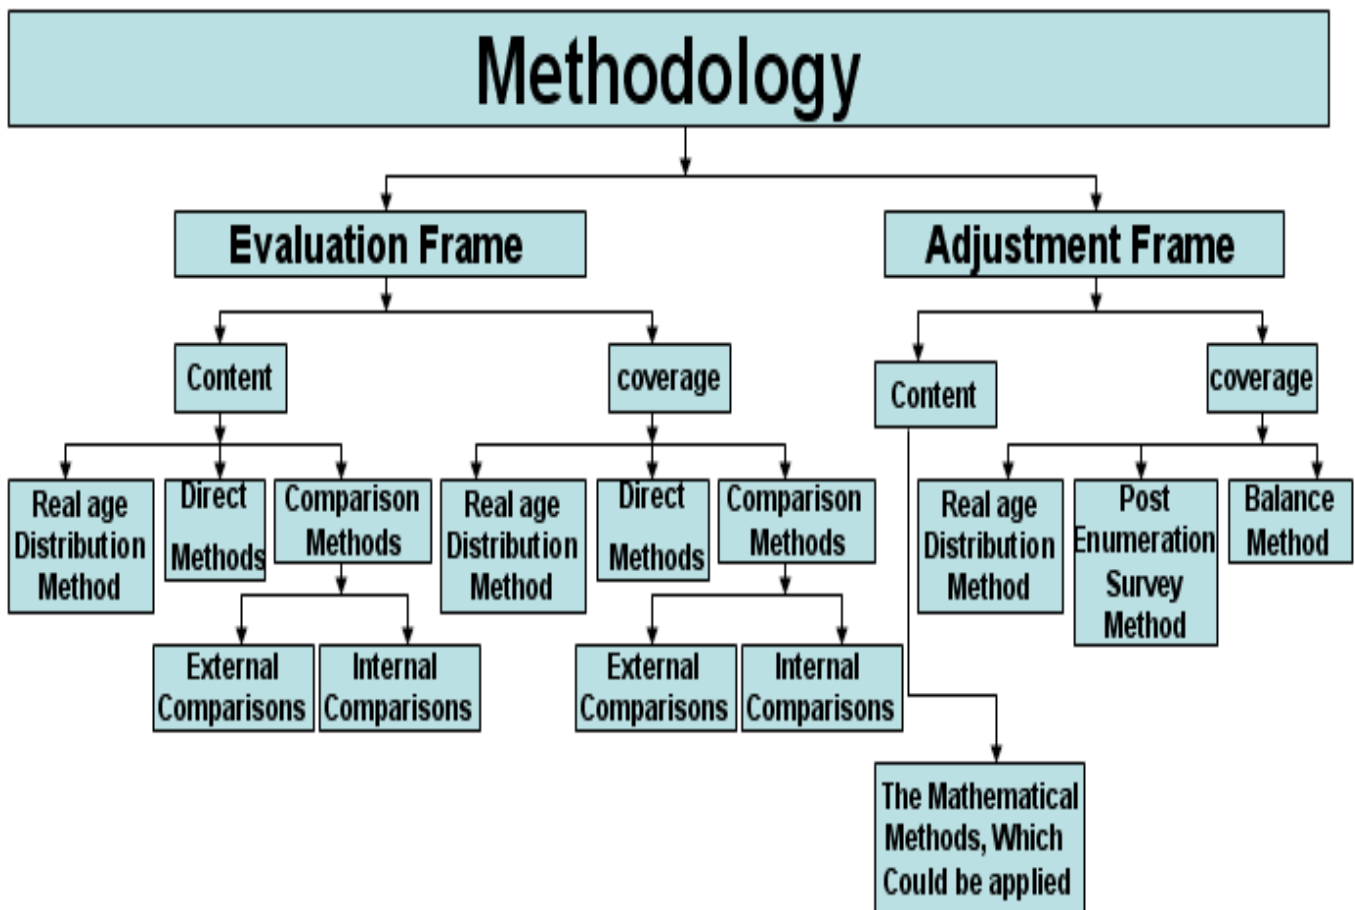 Methodology
Evaluation Frame
Adjustment Frame
Content
coverage
Content
coverage
Real age
Distribution
Method
Direct
Methods
Comparison
Methods
Real age
Distribution
Method
Direct
Methods
Comparison
Methods
Real age
Distribution
Method
Post
Enumeration
Survey
Method
Balance
Method
External
Comparisons
Internal
Comparisons
External
Comparisons
Internal
Comparisons
The Mathematical
Methods, Which
Could be applied